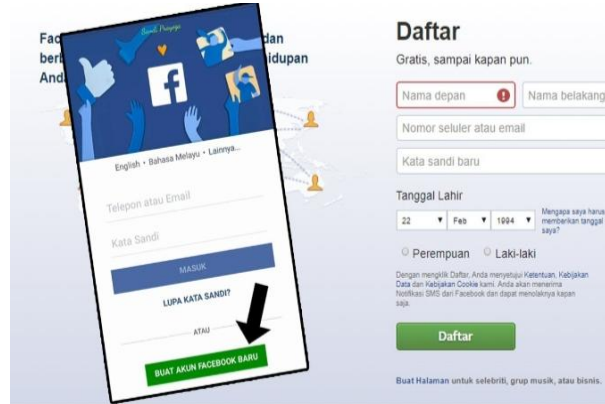 Fac
dan
ber
idupan
Anda
f
English • Bahasa Melayu • Lainnya...
Telepon atau Email
Kata Sandi
MASUK
LUPA KATA SANDI?
ATAU
BUAT AKUN FACEBOOK BARU
Daftar
Gratis, sampai kapan pun.
Nama depan
Nama belakang
Nomor seluler atau email
Kata sandi baru
Tanggal Lahir
22 Feb 1994
Mengapa saya harus
memberikan tanggal
saya?
Perempuan Laki-laki
Dengan mengklik Daftar, Anda menyetujui Ketentuan, Kebijakan
Data dan Kebijakan Cookie kami. Anda akan menerima
Notifikasi SMS dari Facebook dan dapat menolaknya kapan
saja.
Daftar
Buat Halaman untuk selebriti, grup musik, atau bisnis.